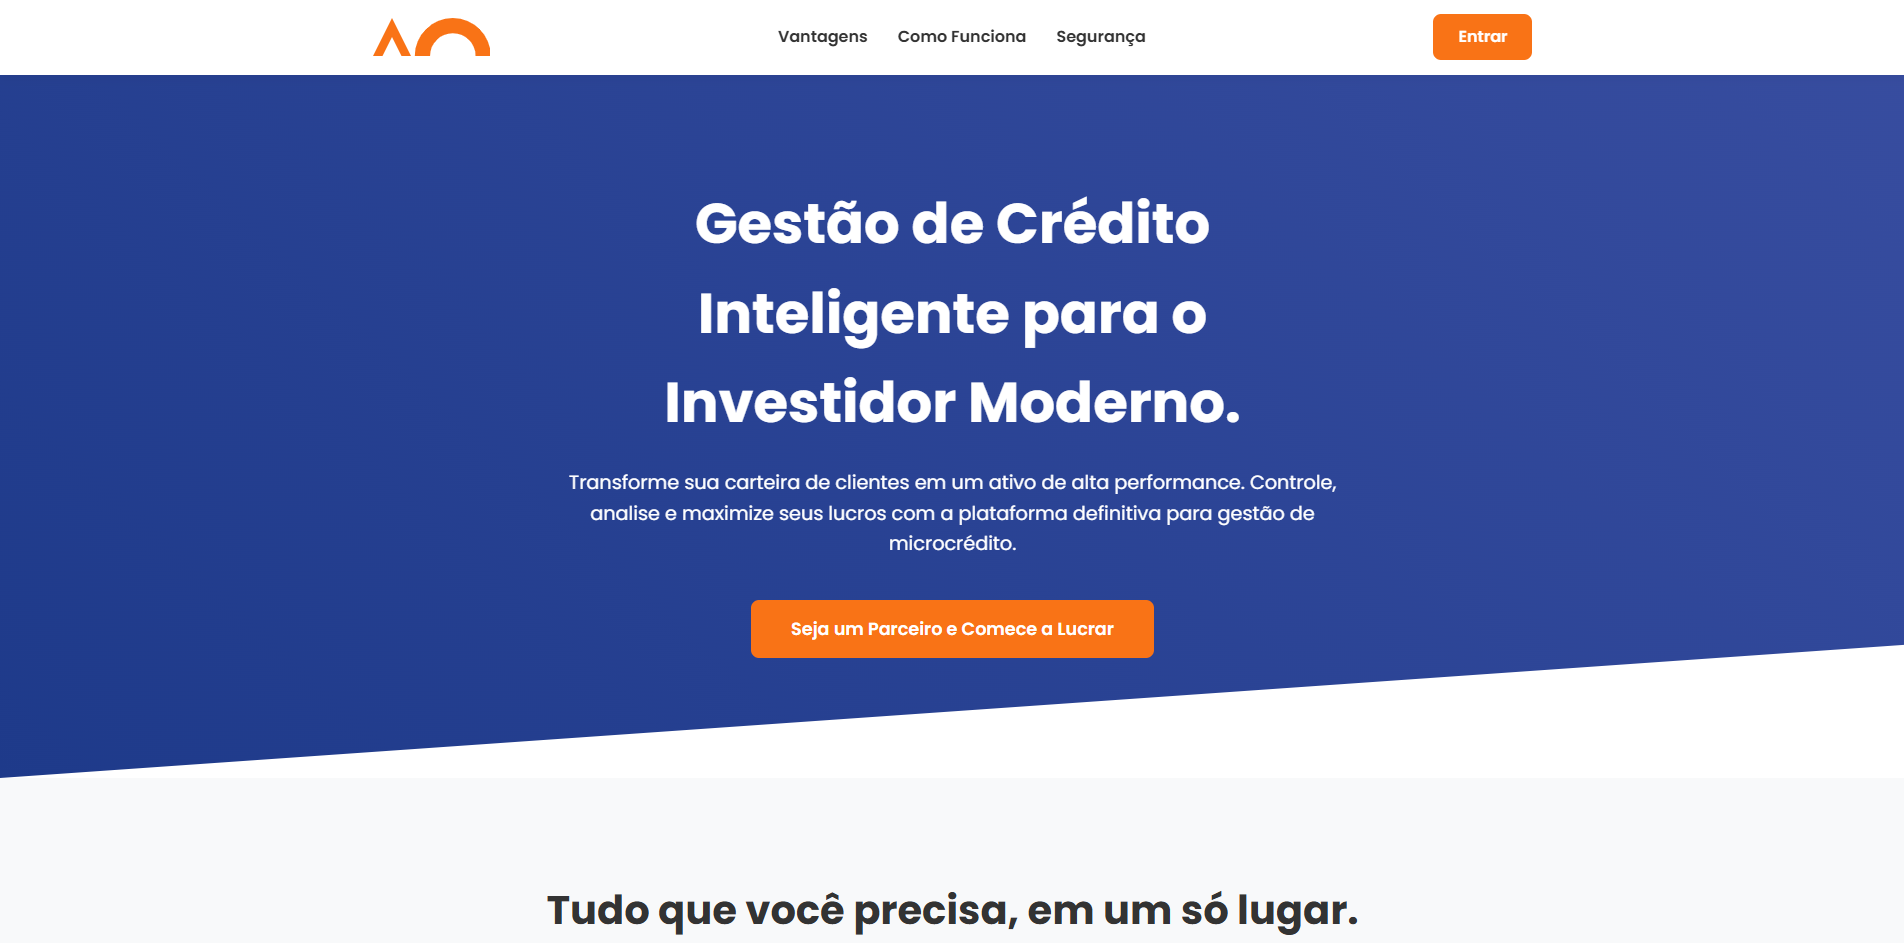 Vantagens
Como Funciona
Segurança
Entrar
Gestão de Crédito
Inteligente para o
Investidor Moderno.
Transforme sua carteira de clientes em um ativo de alta performance. Controle,
analise e maximize seus lucros com a plataforma definitiva para gestão de
microcrédito.
Seja um Parceiro e Comece a Lucrar
Tudo que você precisa, em um só lugar.